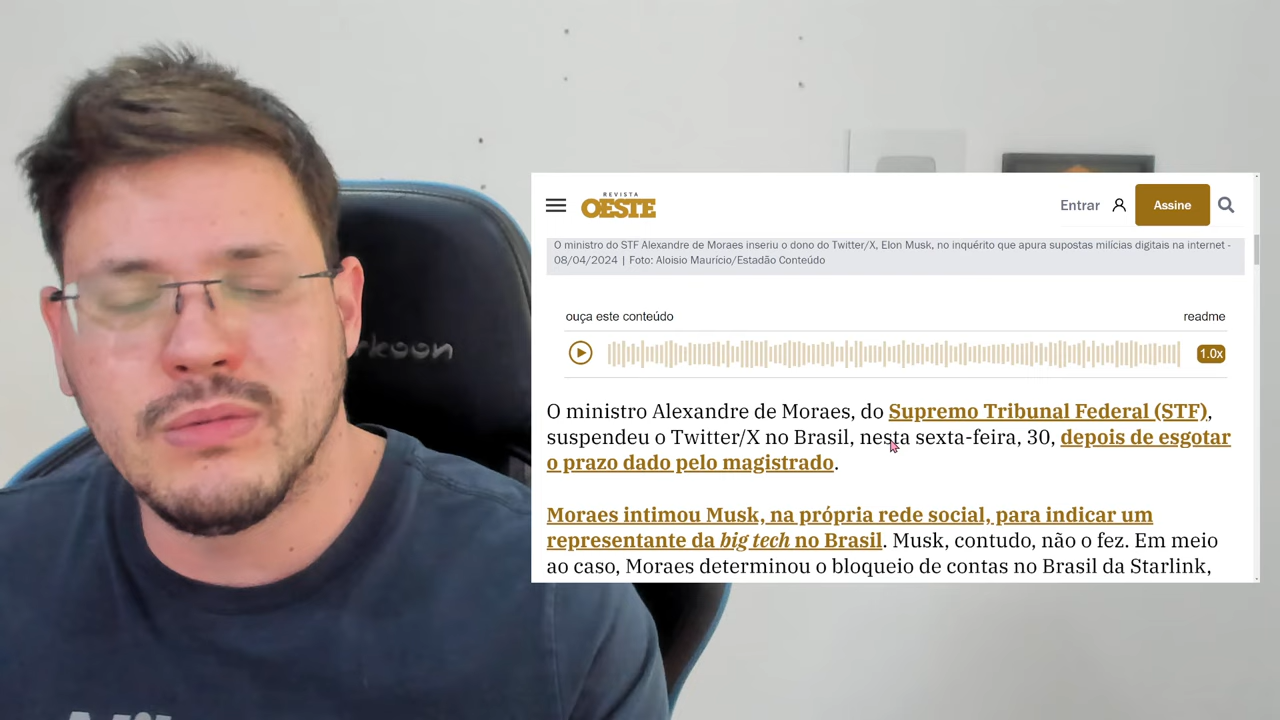 REVISTA
OESTE
Entrar
Assine
O ministro do STF Alexandre de Moraes inseriu o dono do Twitter/X, Elon Musk, no inquérito que apura supostas milícias digitais na internet -
08/04/2024 | Foto: Aloisio Mauricio/Estadão Conteúdo
ouça este conteúdo
readme
1.0x
O ministro Alexandre de Moraes, do Supremo Tribunal Federal (STF),
suspendeu o Twitter/X no Brasil, nesta sexta-feira, 30, depois de esgotar
o prazo dado pelo magistrado.
Moraes intimou Musk, na própria rede social, para indicar um
representante da big tech no Brasil. Musk, contudo, não o fez. Em meio
ao caso, Moraes determinou o bloqueio de contas no Brasil da Starlink,